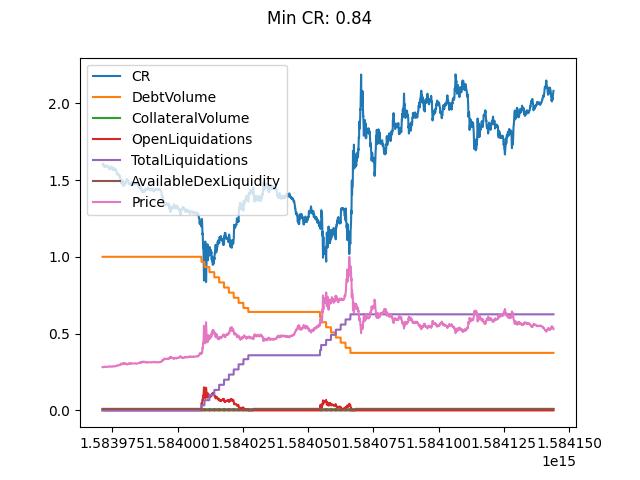 Min CR: 0.84
CR
DebtVolume
CollateralVolume
OpenLiquidations
TotalLiquidations
AvailableDexLiquidity
Price
2.0
1.5
1.0
0.5
0.0
1.583975 1.584000 1.584025 1.584050 1.584075 1.584100 1.584125 1.584150
1e15